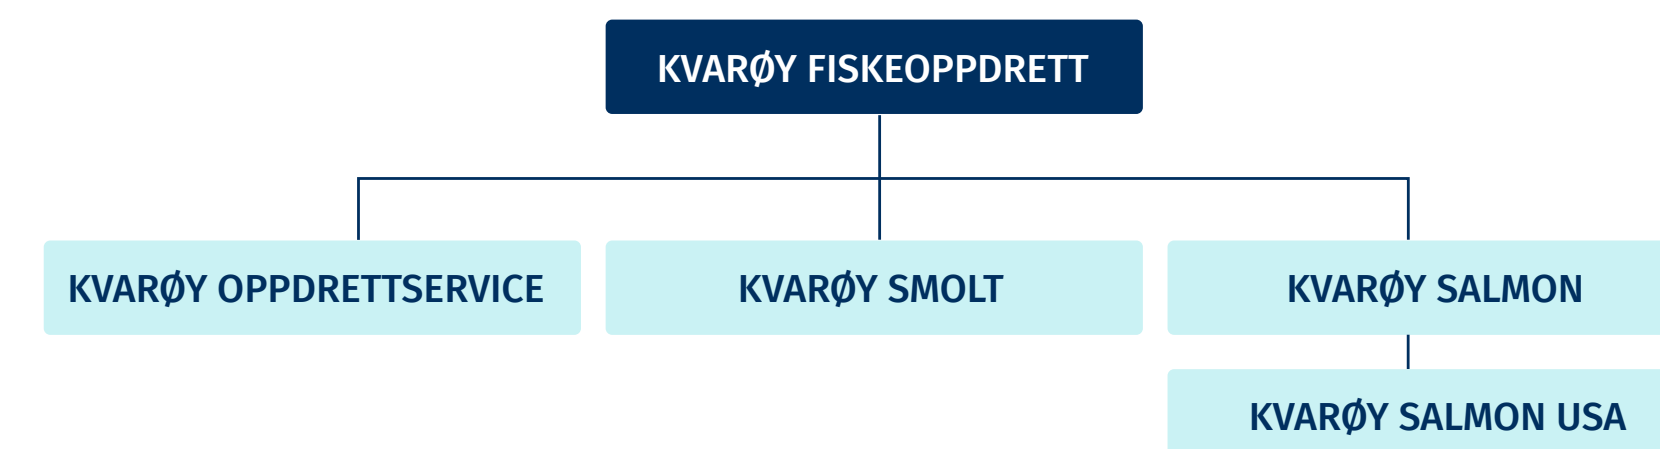 KVARØY FISKEOPPDRETT
KVARØY OPPDRETTSERVICE
KVARØY SMOLT
KVARØY SALMON
KVARØY SALMON USA